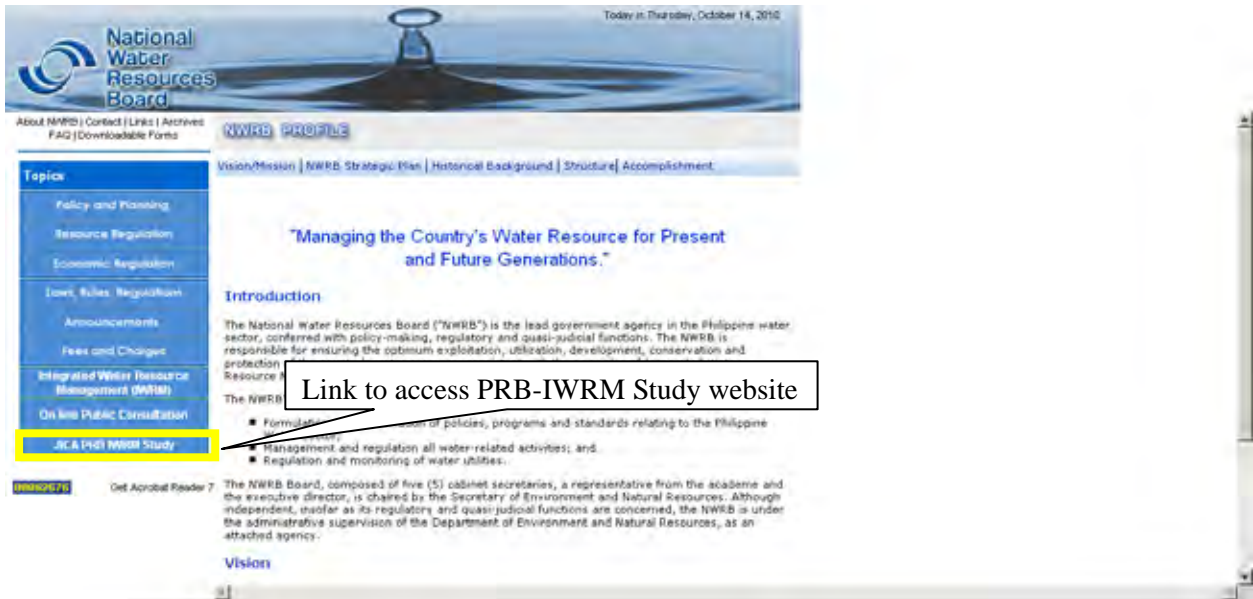 Today is Thursday, October 14, 2010
National
Water
Resources
Board
About NWRB | Contact | Links | Archives
FAQ | Downloadable Forms
NWRB PROFILE
Vision/Mission | NWRB Strategic Plan | Historical Background | Structure | Accomplishment
Topics
Policy and Planning
Resource Regulation
Economic Regulation
Laws, Rules, Regulations
Announcements
Fees and Charges
Integrated Water Resource
Management (IWRM)
On line Public Consultation
JICA PRB IWRM Study
Get Acrobat Reader 7
"Managing the Country's Water Resource for Present
and Future Generations."
Introduction
The National Water Resources Board ("NWRB") is the lead government agency in the Philippine water
sector, conferred with policy-making, regulatory and quasi-judicial functions. The NWRB is
responsible for ensuring the optimum exploitation, utilization, development, conservation and
protection
Resource
Link to access PRB-IWRM Study website
The NWRB
Formulation of policies, programs and standards relating to the Philippine
Management and regulation all water-related activities; and
Regulation and monitoring of water utilities.
The NWRB Board, composed of five (5) cabinet secretaries, a representative from the academe and
the executive director, is chaired by the Secretary of Environment and Natural Resources. Although
independent, insofar as its regulatory and quasi-judicial functions are concerned, the NWRB is under
the administrative supervision of the Department of Environment and Natural Resources, as an
attached agency.
Vision